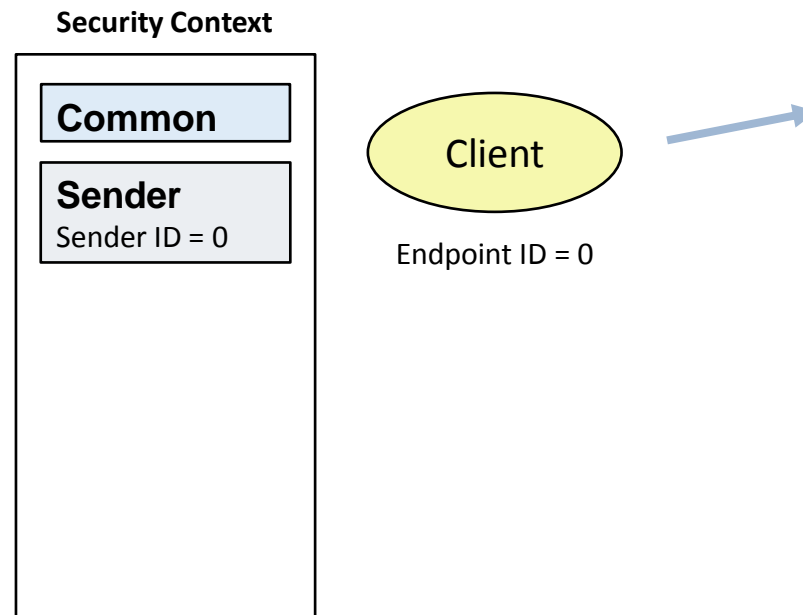 Security Context
Common
Sender
Sender ID = 0
Client
Endpoint ID = 0